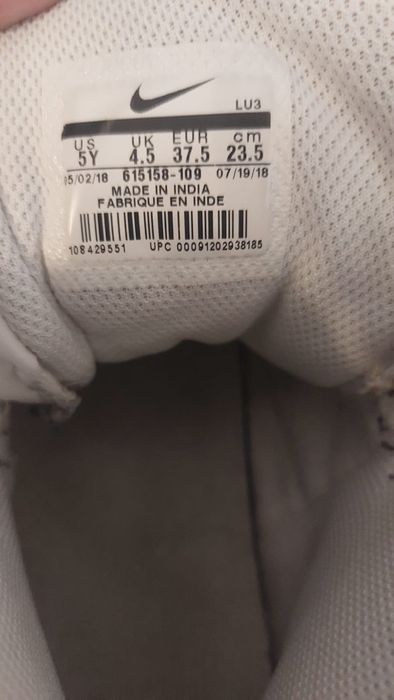 LU3
US UK EUR cm
5Y 4.5 37.5 23.5
5/02/18 615158-109 07/19/18
MADE IN INDIA
FABRIQUE EN INDE
108429551 UPC 00091202938185